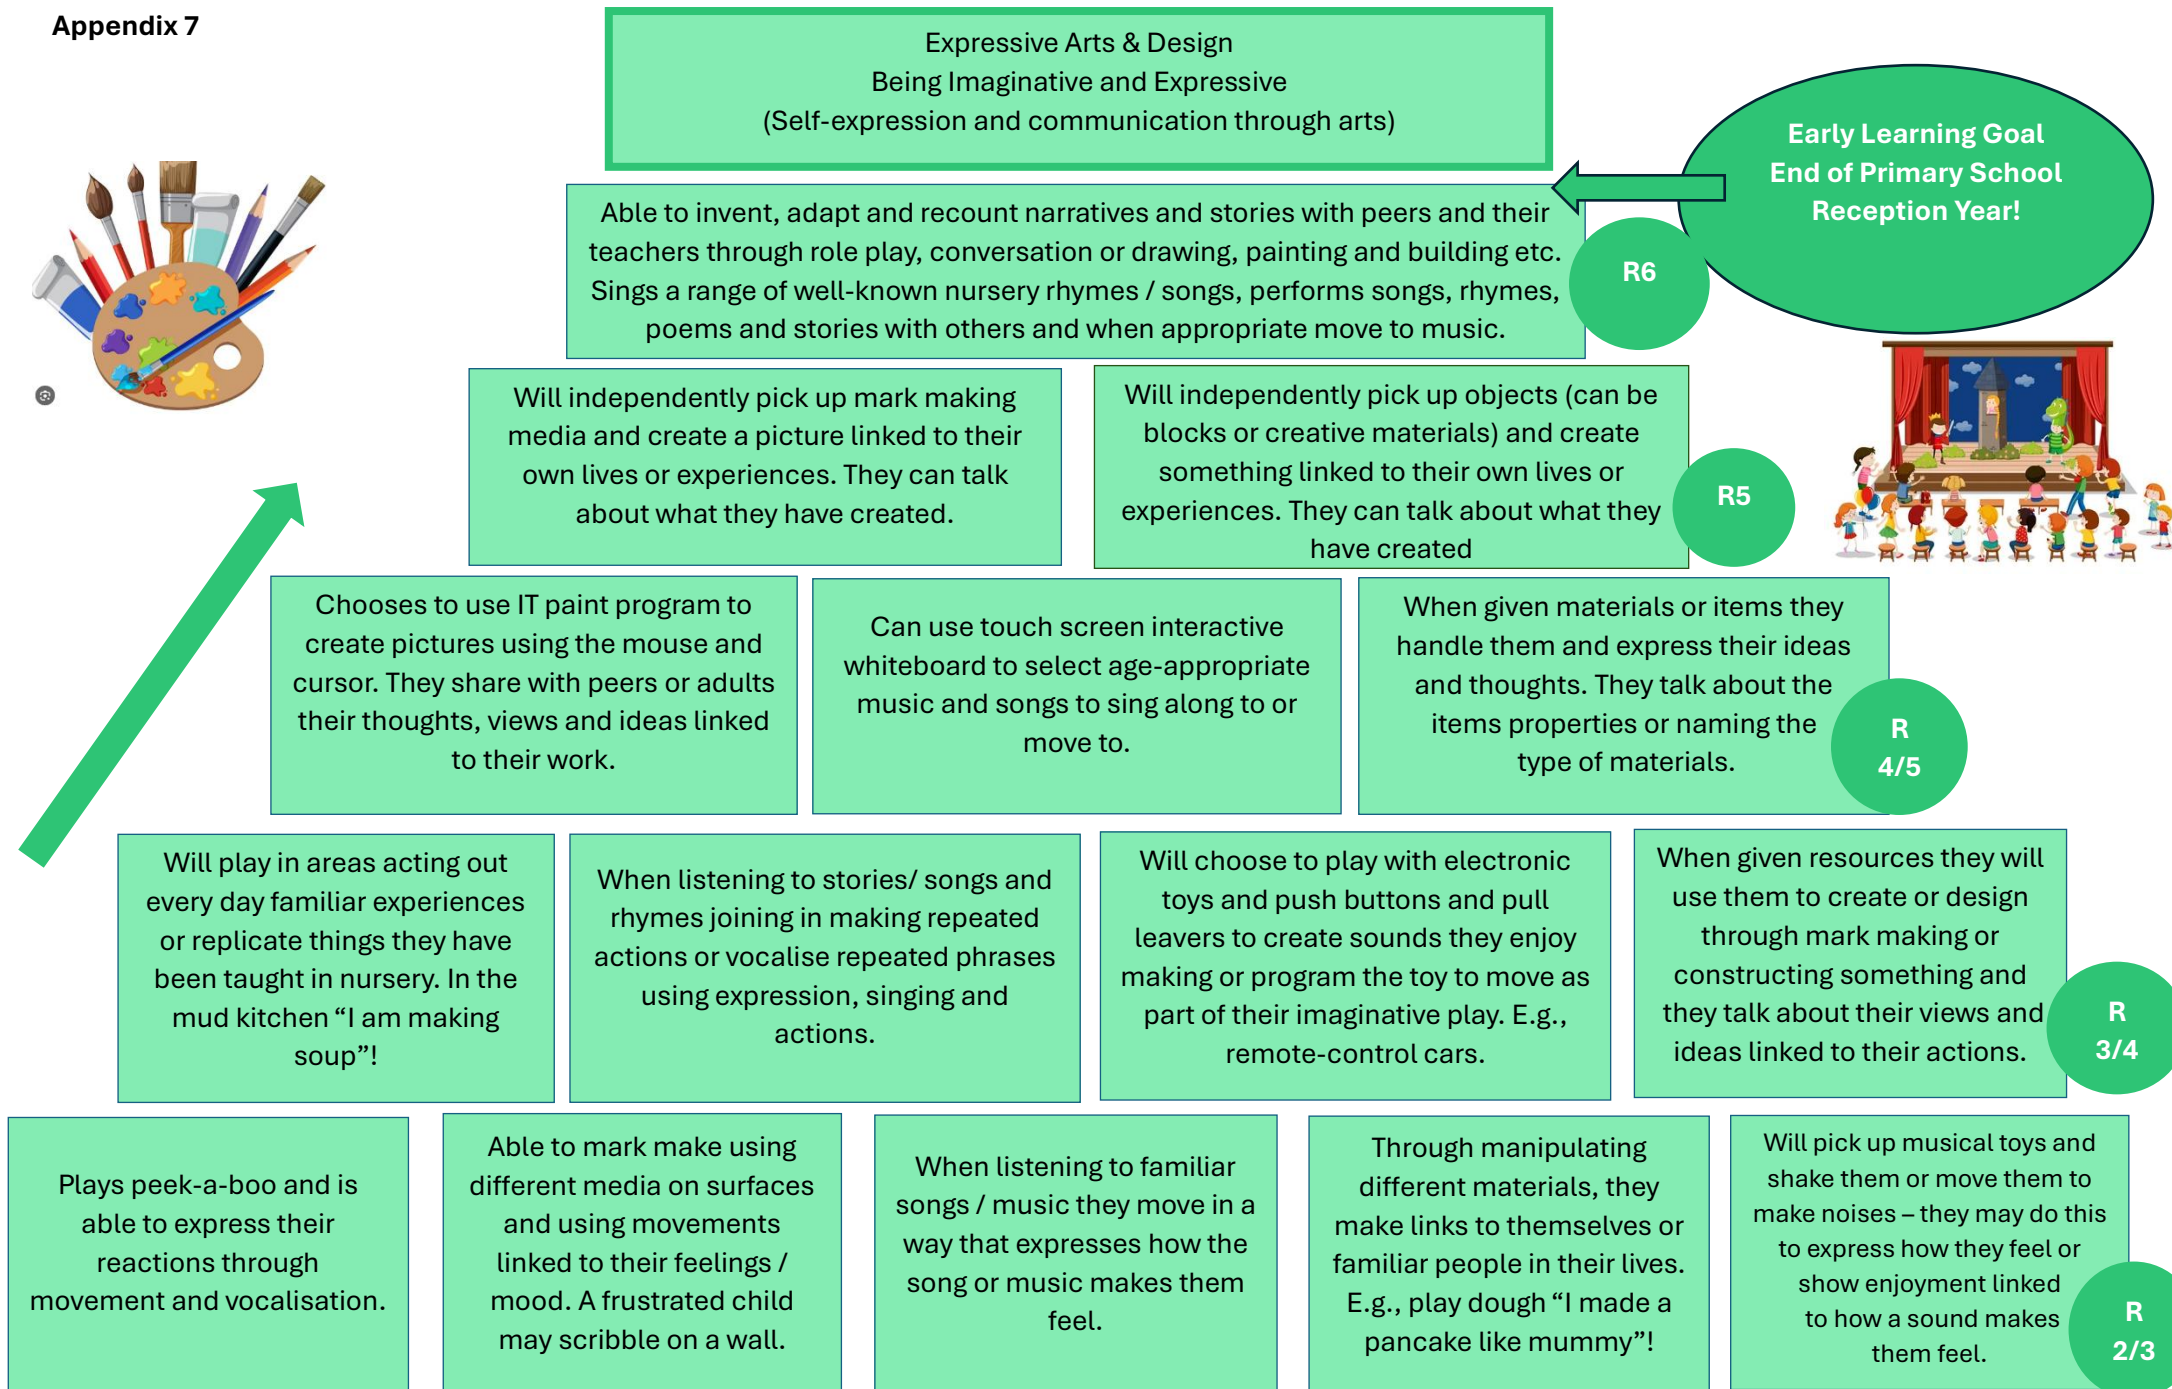 Appendix 7
Expressive Arts & Design
Being Imaginative and Expressive
(Self-expression and communication through arts)
Early Learning Goal
End of Primary School
Reception Year!
Able to invent, adapt and recount narratives and stories with peers and their
teachers through role play, conversation or drawing, painting and building etc.
Sings a range of well-known nursery rhymes / songs, performs songs, rhymes,
poems and stories with others and when appropriate move to music.
R6
Will independently pick up mark making
media and create a picture linked to their
own lives or experiences. They can talk
about what they have created.
Will independently pick up objects (can be
blocks or creative materials) and create
something linked to their own lives or
experiences. They can talk about what they
have created
R5
Chooses to use IT paint program to
create pictures using the mouse and
cursor. They share with peers or adults
their thoughts, views and ideas linked
to their work.
Can use touch screen interactive
whiteboard to select age-appropriate
music and songs to sing along to or
move to.
When given materials or items they
handle them and express their ideas
and thoughts. They talk about the
items properties or naming the
type of materials.
R
4/5
Will play in areas acting out
every day familiar experiences
or replicate things they have
been taught in nursery. In the
mud kitchen “I am making
soup”!
When listening to stories/ songs and
rhymes joining in making repeated
actions or vocalise repeated phrases
using expression, singing and
actions.
Will choose to play with electronic
toys and push buttons and pull
leavers to create sounds they enjoy
making or program the toy to move as
part of their imaginative play. E.g.,
remote-control cars.
When given resources they will
use them to create or design
through mark making or
constructing something and
they talk about their views and
ideas linked to their actions.
R
3/4
Plays peek-a-boo and is
able to express their
reactions through
movement and vocalisation.
Able to mark make using
different media on surfaces
and using movements
linked to their feelings /
mood. A frustrated child
may scribble on a wall.
When listening to familiar
songs / music they move in a
way that expresses how the
song or music makes them
feel.
Through manipulating
different materials, they
make links to themselves or
familiar people in their lives.
E.g., play dough “I made a
pancake like mummy”!
Will pick up musical toys and
shake them or move them to
make noises – they may do this
to express how they feel or
show enjoyment linked
to how a sound makes
them feel.
R
2/3